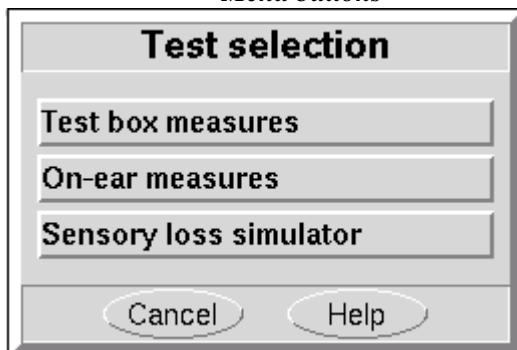 Test selection
Test box measures
On-ear measures
Sensory loss simulator
Cancel Help